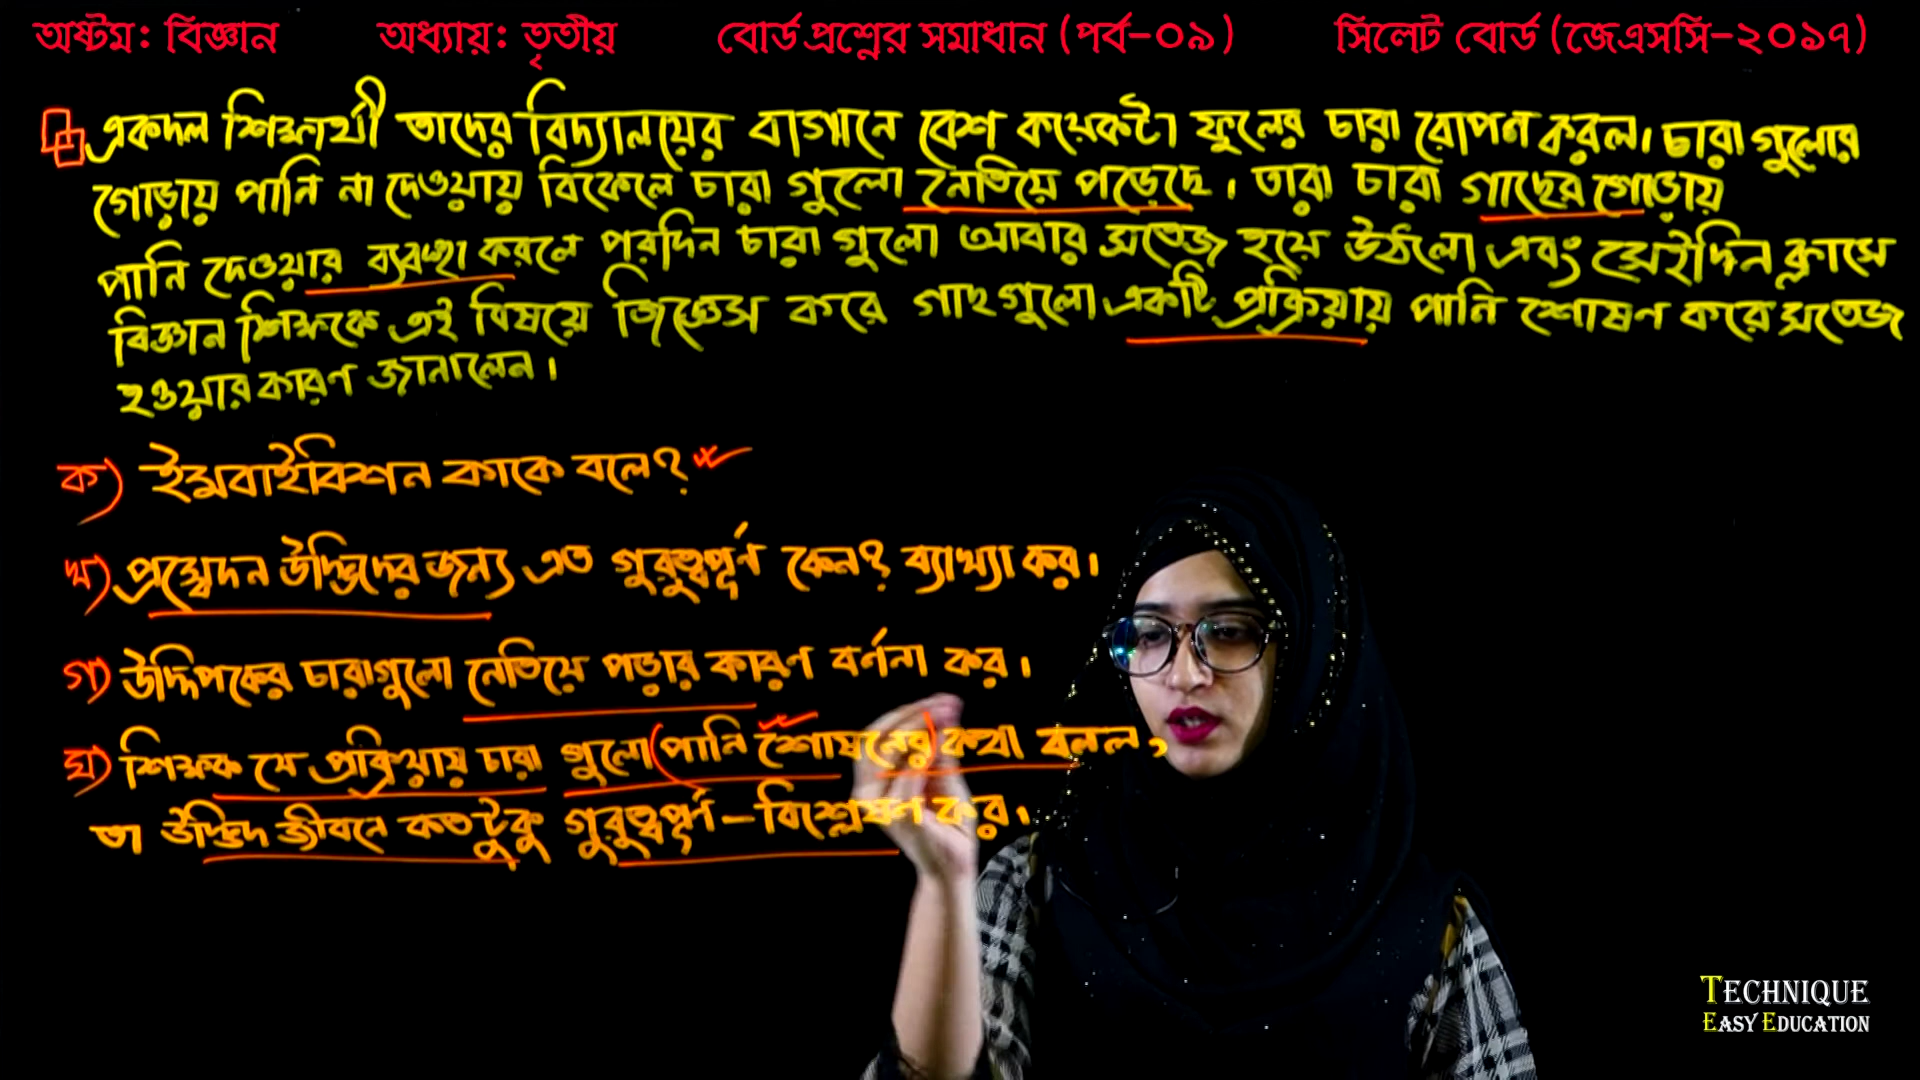 অষ্টম: বিজ্ঞান অধ্যায়: তৃতীয় বোর্ড প্রশ্নের সমাধান (পর্ব-০৯) সিলেট বোর্ড (জেএসসি-২০১৭)
একদল শিক্ষার্থী তাদের বিদ্যালয়ের বাগানে বেশ কয়েকটা ফুলের চারা রোপন করল। চারা গুলোর
গোড়ায় পানি না দেওয়ায় বিকেলে চারা গুলো নেতিয়ে পড়েছে। তারা চারা গাছের গোড়ায়
পানি দেওয়ার ব্যবস্থা করলে পরদিন চারা গুলো আবার সতেজ হয়ে উঠলো এবং সেইদিন ক্লাসে
বিজ্ঞান শিক্ষককে এই বিষয়ে জিজ্ঞেস করে গাছগুলো একটি প্রক্রিয়ায় পানি শোষণ করে সতেজ
হওয়ার কারণ জানালেন।
ক) ইমবাইবিশন কাকে বলে?
খ) প্রস্বেদন উদ্ভিদের জন্য এত গুরুত্বপূর্ণ কেন? ব্যাখ্যা কর।
গ) উদ্দিপকের চারাগুলো নেতিয়ে পড়ার কারণ বর্ণনা কর।
ঘ) শিক্ষক যে প্রক্রিয়ায় চারা গুলো (পানি শোষনের) কথা বলল,
তা উদ্ভিদ জীবনে কতটুকু গুরুত্বপূর্ণ – বিশ্লেষণ কর।
TECHNIQUE
EASY EDUCATION